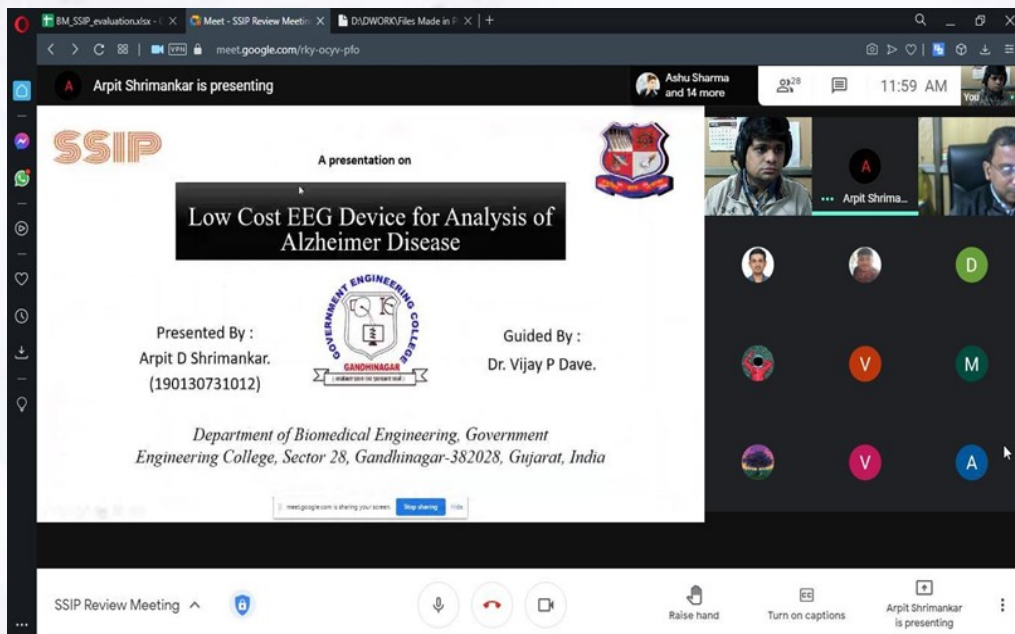 BM_SSIP_evaluation.xlsx - (
Meet - SSIP Review Meetin
D:\DWORK\Files Made in P
VPN
meet.google.com/rky-ocyv-pfo
A
Arpit Shrimankar is presenting
Ashu Sharma
and 14 more
28
11:59 AM
You
SSIP
A presentation on
Low Cost EEG Device for Analysis of
Alzheimer Disease
GOVERNMENT ENGINEERING COLLEGE
GANDHINAGAR
Presented By :
Arpit D Shrimankar.
(190130731012)
Guided By :
Dr. Vijay P Dave.
Department of Biomedical Engineering, Government
Engineering College, Sector 28, Gandhinagar-382028, Gujarat, India
meet.google.com is sharing your screen.
Stop sharing
Hide
A
Arpit Shrima...
D
V
M
V
A
SSIP Review Meeting
CC
Raise hand
Turn on captions
Arpit Shrimankar
is presenting